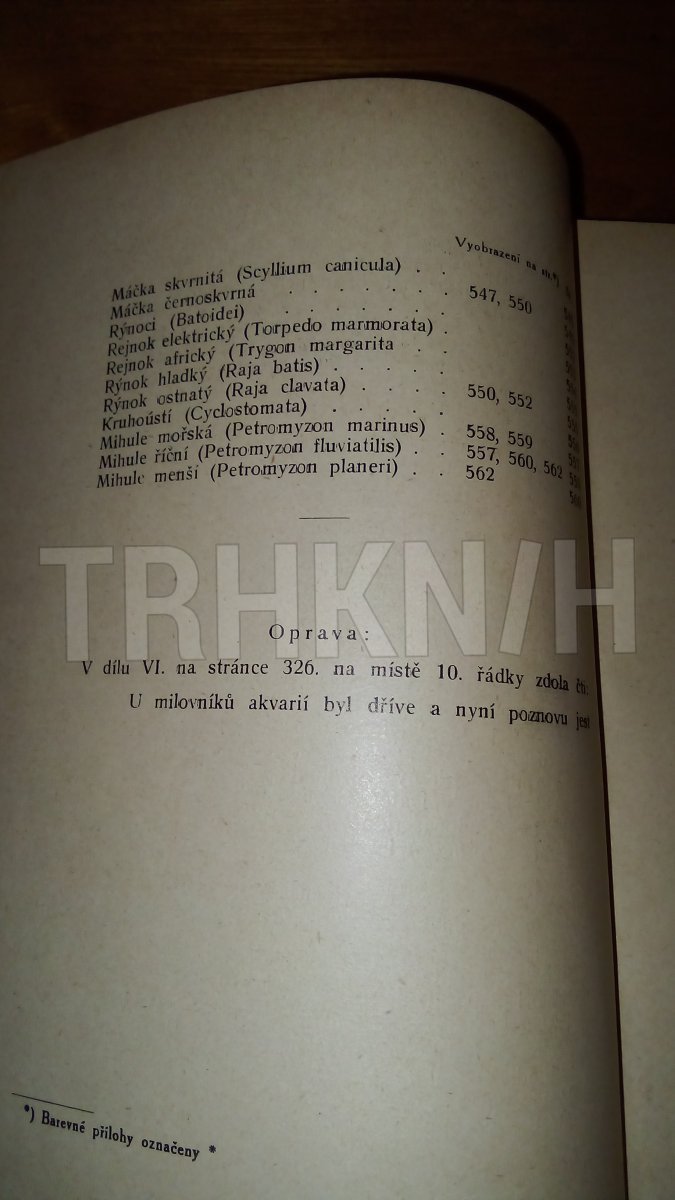 Vyobrazení na str.*)
Máčka skvrnitá (Scyllium canicula) . .
Máčka černoskvrná . . . . . . . 547, 550
Rýnoci (Batoidei) . . . . . . .
Rejnok elektrický (Torpedo marmorata) .
Rejnok africký (Trygon margarita . .
Rýnok hladký (Raja batis) . . . . .
Rýnok ostnatý (Raja clavata) . . . . 550, 552
Kruhoústí (Cyclostomata) . . . . .
Mihule mořská (Petromyzon marinus) . 558, 559
Mihule říční (Petromyzon fluviatilis) . . 557, 560, 562
Mihule menší (Petromyzon planeri) . . 562
TRHKNIH
Oprava:
V dílu VI. na stránce 326. na místě 10. řádky zdola čti:
U milovníků akvarií byl dříve a nyní poznovu jest
*) Barevné přílohy označeny *